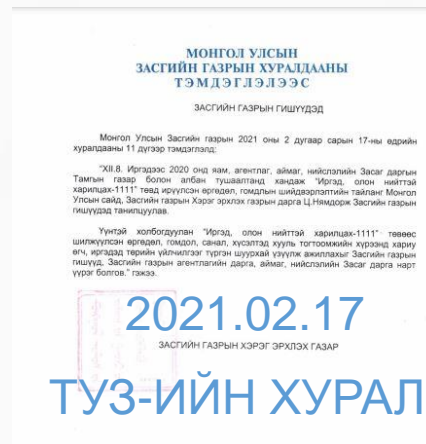 МОНГОЛ УЛСЫН
ЗАСГИЙН ГАЗРЫН ХУРАЛДААНЫ
ТЭМДЭГЛЭЛЭЭС
ЗАСГИЙН ГАЗРЫН ГИШҮҮДЭД
Монгол Улсын Засгийн газрын 2021 оны 2 дугаар сарын 17-ны өдрийн
хуралдааны 11 дүгээр тэмдэглэлд:
"XII.8. Иргэдээс 2020 онд яам, агентлаг, аймаг, нийслэлийн Засаг даргын
Тамгын газар болон албан тушаалтанд хандаж "Иргэд, олон нийттэй
харилцах-1111" төвд ирүүлсэн өргөдөл, гомдлын шийдвэрлэлтийн тайланг Монгол
Улсын сайд, Засгийн газрын Хэрэг эрхлэх газрын дарга Ц.Нямдорж Засгийн газрын
гишүүдэд танилцуулав.
Үүнтэй холбогдуулан "Иргэд, олон нийттэй харилцах-1111" төвөөс
шилжүүлсэн өргөдөл, гомдол, санал, хүсэлтэд хууль тогтоомжийн хүрээнд хариу
өгч, иргэдэд төрийн үйлчилгээг түргэн шуурхай үзүүлж ажиллахыг Засгийн газрын
гишүүд, Засгийн газрын агентлагийн дарга, аймаг, нийслэлийн Засаг дарга нарт
үүрэг болгов." гэжээ.
2021.02.17
ЗАСГИЙН ГАЗРЫН ХЭРЭГ ЭРХЛЭХ ГАЗАР
ТУЗ-ИЙН ХУРАЛ